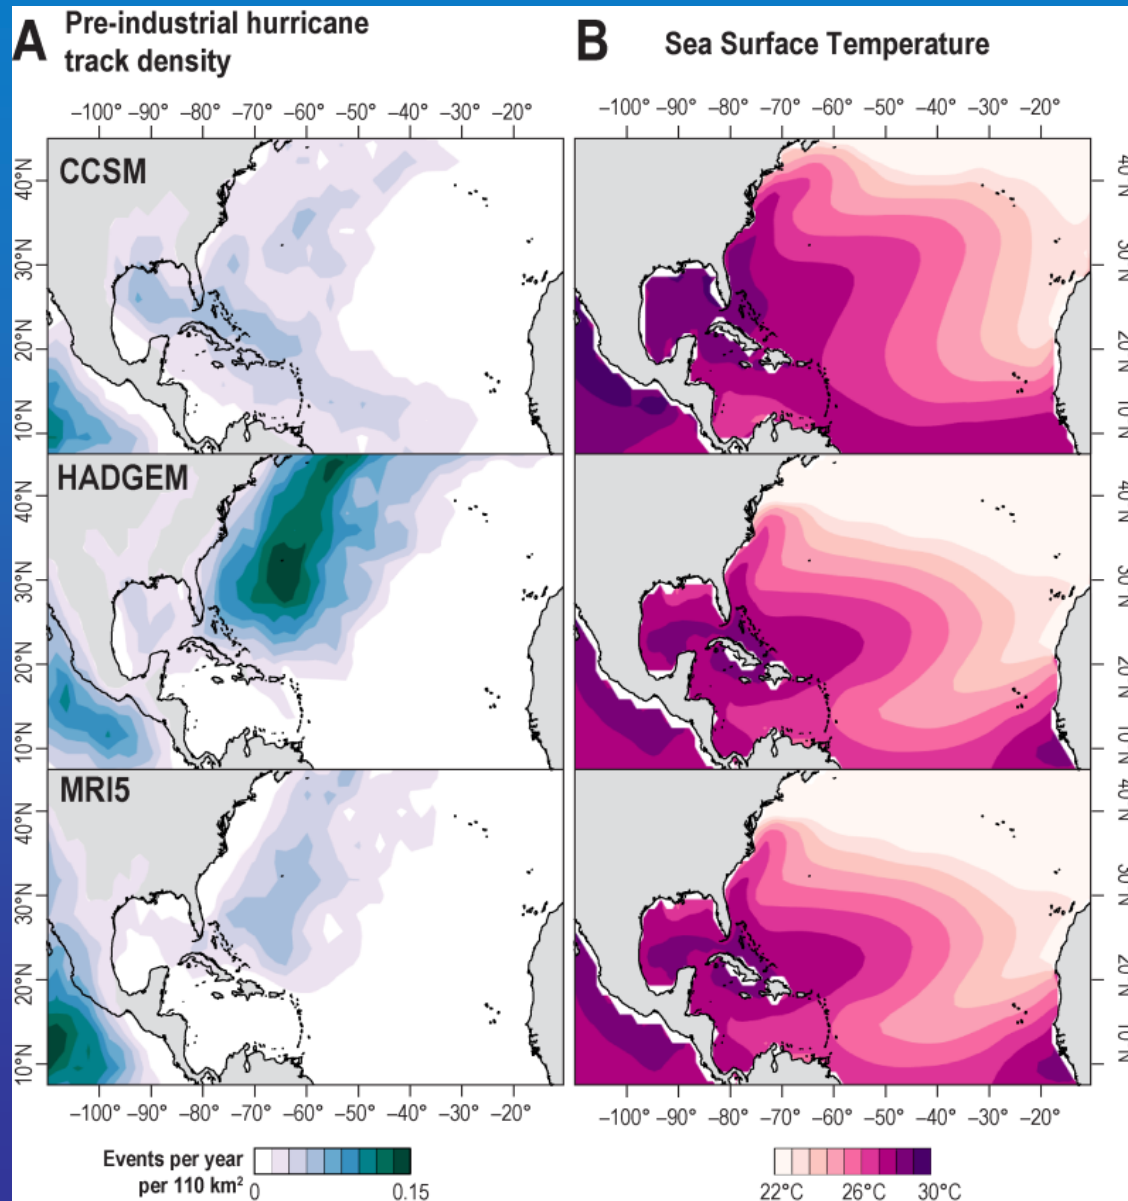 A
Pre-industrial hurricane
track density
B
Sea Surface Temperature
−100° −90° −80° −70° −60° −50° −40° −30° −20°
−100° −90° −80° −70° −60° −50° −40° −30° −20°
CCSM
40°N
30°N
20°N
10°N
40°N
30°N
20°N
10°N
HADGEM
40°N
30°N
20°N
10°N
40°N
30°N
20°N
10°N
MRI5
40°N
30°N
20°N
10°N
40°N
30°N
20°N
10°N
−100° −90° −80° −70° −60° −50° −40° −30° −20°
−100° −90° −80° −70° −60° −50° −40° −30° −20°
Events per year
per 110 km²
0 0.15
22°C 26°C 30°C